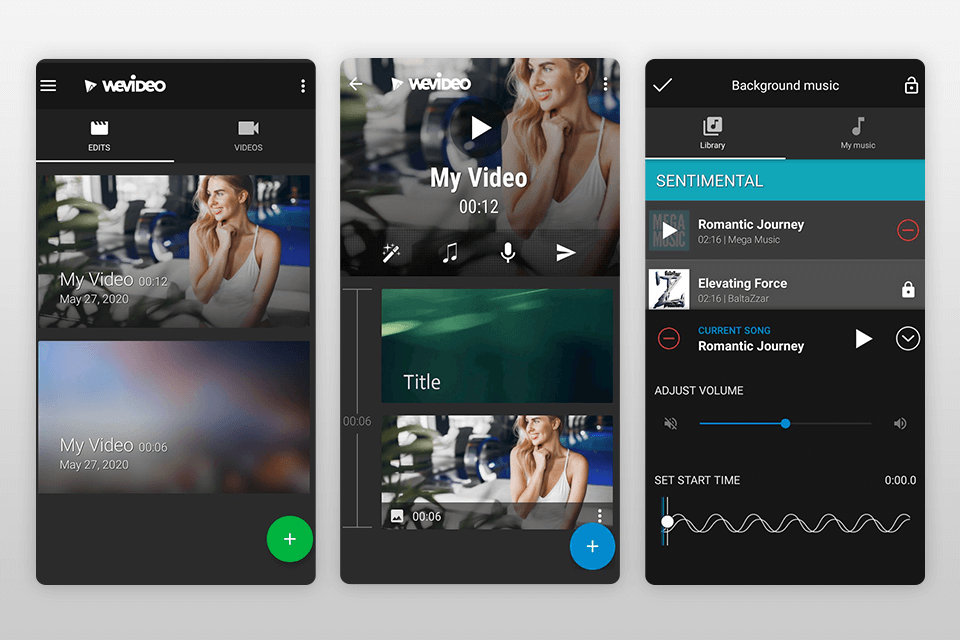 WeVideo
EDITS
VIDEOS
My Video 00:12
May 27, 2020
My Video 00:06
May 27, 2020
WeVideo
My Video
00:12
Title
00:06
00:06
Background music
Library
My music
SENTIMENTAL
MEGA
MUSIC
Romantic Journey
02:16 | Mega Music
Elevating Force
02:16 | BaltaZzar
CURRENT SONG
Romantic Journey
ADJUST VOLUME
SET START TIME 0:00.0